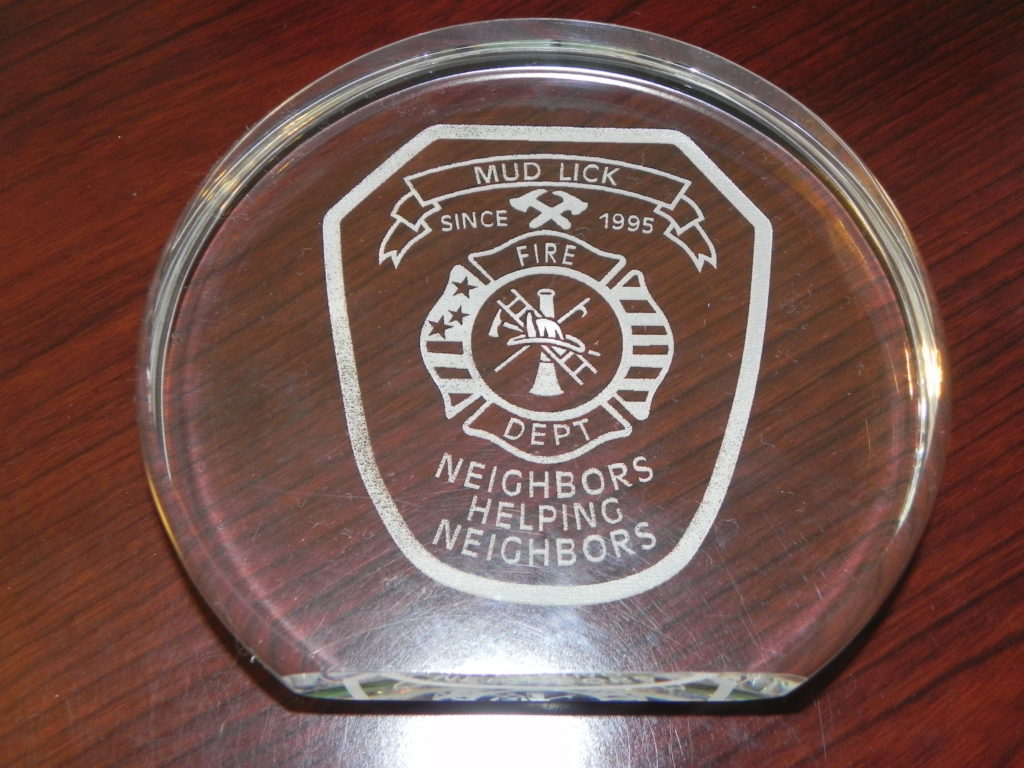 MUD LICK
SINCE 1995
FIRE
DEPT
NEIGHBORS
HELPING
NEIGHBORS